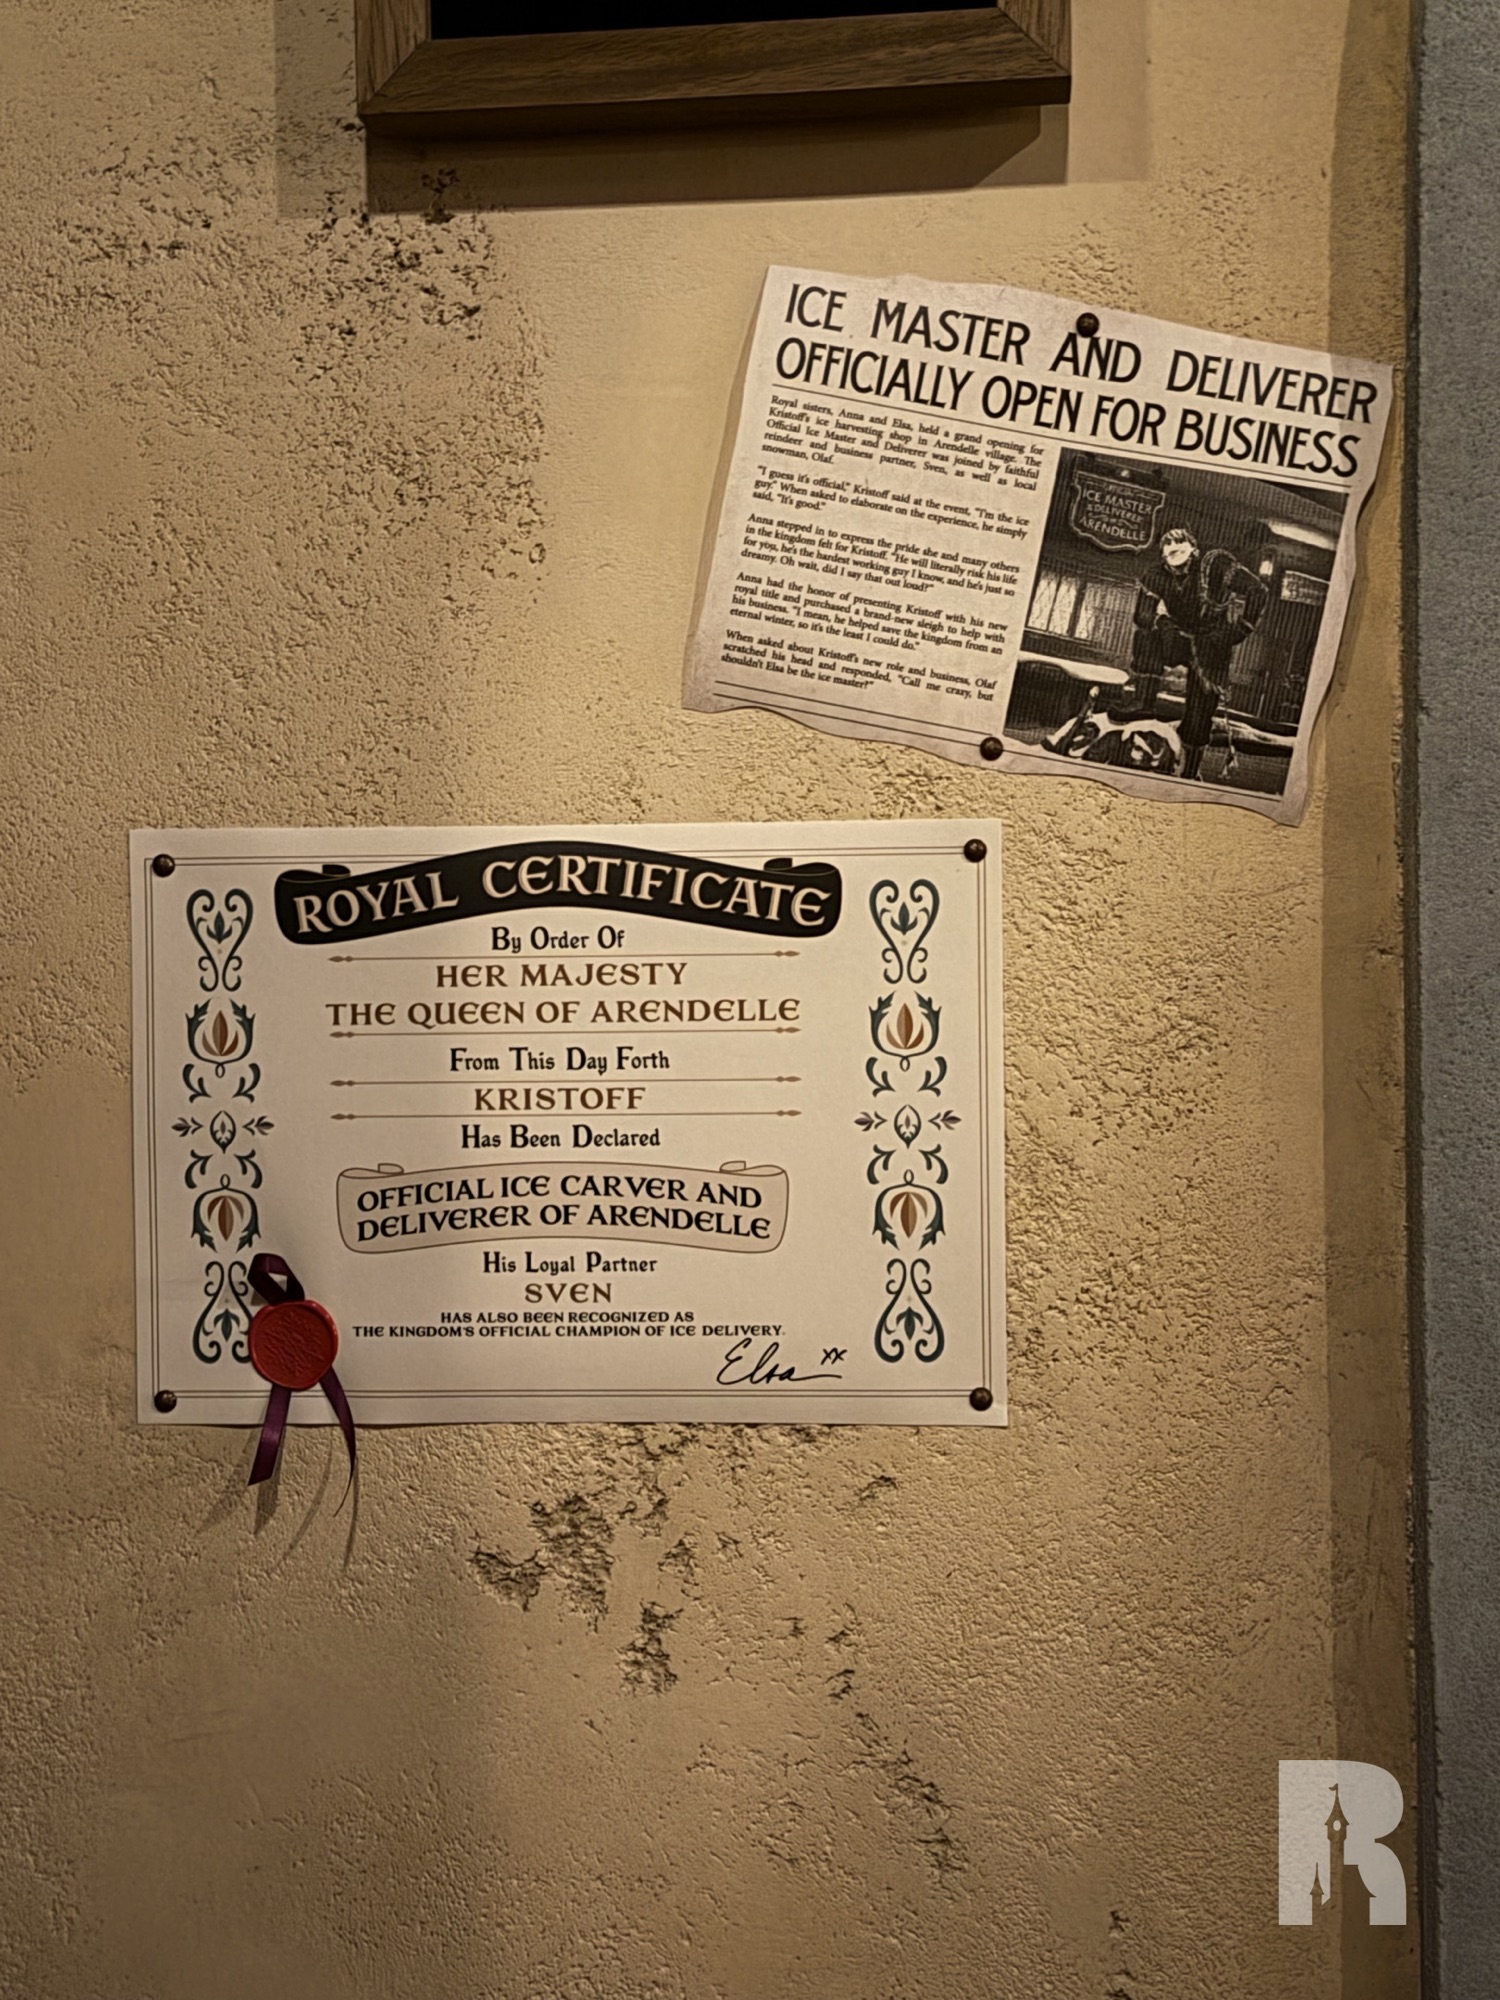 ICE MASTER AND DELIVERER
OFFICIALLY OPEN FOR BUSINESS
Royal sisters, Anna and Elsa, held a grand opening for
Kristoff's ice harvesting shop in Arendelle village. The
Official Ice Master and Deliverer was joined by faithful
reindeer and business partner, Sven, as well as local
snowman, Olaf.
"I guess it's official," Kristoff said at the event, "I'm the ice
guy." When asked to elaborate on the experience, he simply
said, "It's good."
Anna stepped in to express the pride she and many others
in the kingdom felt for Kristoff. "He will literally risk his life
for you, he's the hardest working guy I know, and he's just so
dreamy. Oh wait, did I say that out loud?"
Anna had the honor of presenting Kristoff with his new
royal title and purchased a brand-new sleigh to help with
his business. "I mean, he helped save the kingdom from an
eternal winter, so it's the least I could do."
When asked about Kristoff's new role and business, Olaf
scratched his head and responded, "Call me crazy, but
shouldn't Elsa be the ice master?"
ICE MASTER
& DELIVERER
ARENDELLE
ROYAL CERTIFICATE
By Order Of
HER MAJESTY
THE QUEEN OF ARENDELLE
From This Day Forth
KRISTOFF
Has Been Declared
OFFICIAL ICE CARVER AND
DELIVERER OF ARENDELLE
His Loyal Partner
SVEN
HAS ALSO BEEN RECOGNIZED AS
THE KINGDOM'S OFFICIAL CHAMPION OF ICE DELIVERY.
Elsa xx
R